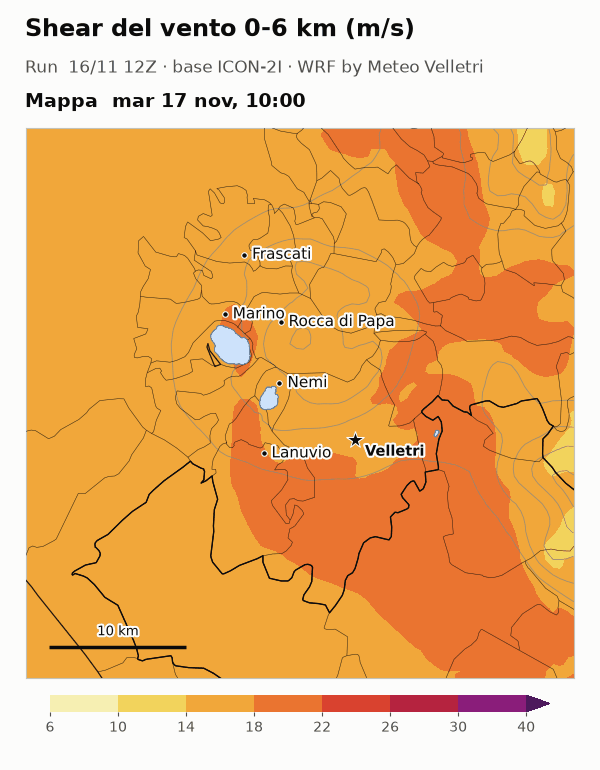 Shear del vento 0-6 km (m/s)
Run  16/11 12Z · base ICON-2I · WRF by Meteo Velletri
Mappa  mar 17 nov, 10:00
Frascati
Marino
Rocca di Papa
Nemi
Velletri
Lanuvio
10 km
6 10 14 18 22 26 30 40